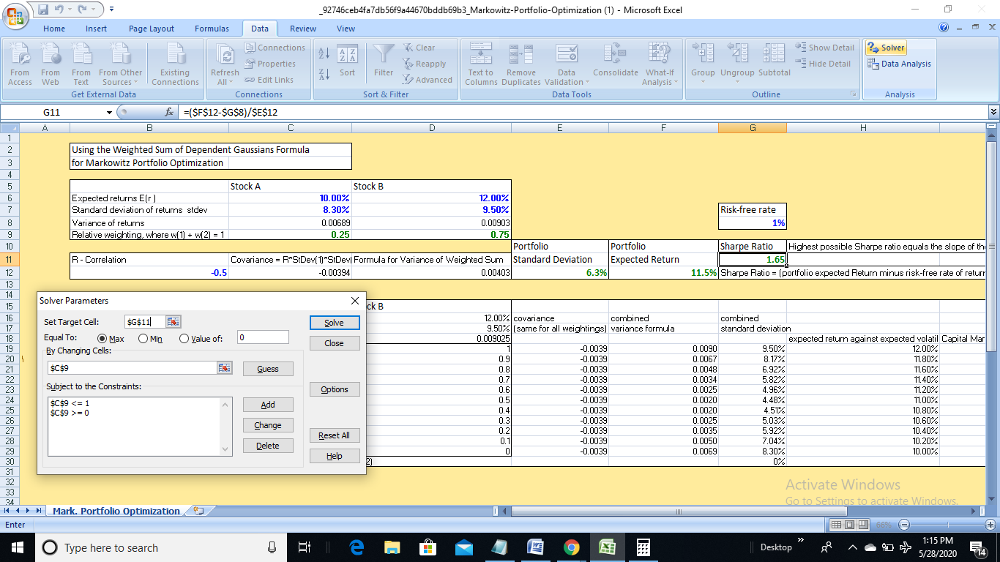 _92746ceb4fa7db56f9a44670bddb69b3_Markowitz-Portfolio-Optimization (1) - Microsoft Excel
Home Insert Page Layout Formulas Data Review View
From Access From Web From Text From Other Sources Existing Connections
Get External Data
Refresh All Connections Properties Edit Links
Connections
Sort Filter Clear Reapply Advanced
Sort & Filter
Text to Columns Remove Duplicates Data Validation Consolidate What-If Analysis
Data Tools
Group Ungroup Subtotal Show Detail Hide Detail
Outline
Solver Data Analysis
Analysis
G11 fx =($F$12-$G$8)/$E$12
A B C D E F G H
1
2 Using the Weighted Sum of Dependent Gaussians Formula
3 for Markowitz Portfolio Optimization
4
5 Stock A Stock B
6 Expected returns E(r ) 10.00% 12.00%
7 Standard deviation of returns stdev 8.30% 9.50% Risk-free rate
8 Variance of returns 0.00689 0.00903 1%
9 Relative weighting, where w(1) + w(2) = 1 0.25 0.75
10 Portfolio Portfolio Sharpe Ratio Highest possible Sharpe ratio equals the slope of the
11 R - Correlation Covariance = R*StDev(1)*StDev Formula for Variance of Weighted Sum Standard Deviation Expected Return 1.65
12 -0.5 -0.00394 0.00403 6.3% 11.5% Sharpe Ratio = (portfolio expected Return minus risk-free rate of return
13
14
15 ck B
16 12.00% covariance combined combined
17 9.50% (same for all weightings) variance formula standard deviation
18 0.009025 expected return against expected volatil Capital Mar
19 1 -0.0039 0.0090 9.50% 12.00%
20 0.9 -0.0039 0.0067 8.17% 11.80%
21 0.8 -0.0039 0.0048 6.92% 11.60%
22 0.7 -0.0039 0.0034 5.82% 11.40%
23 0.6 -0.0039 0.0025 4.96% 11.20%
24 0.5 -0.0039 0.0020 4.48% 11.00%
25 0.4 -0.0039 0.0020 4.51% 10.80%
26 0.3 -0.0039 0.0025 5.03% 10.60%
27 0.2 -0.0039 0.0035 5.92% 10.40%
28 0.1 -0.0039 0.0050 7.04% 10.20%
29 0 -0.0039 0.0069 8.30% 10.00%
30 2) 0%
31
32
33
34
Solver Parameters
Set Target Cell: $G$11
Equal To: Max Min Value of: 0
By Changing Cells:
$C$9
Guess
Subject to the Constraints:
$C$9 <= 1
$C$9 >= 0
Add
Change
Delete
Solve
Close
Options
Reset All
Help
Activate Windows
Go to Settings to activate Windows.
Mark. Portfolio Optimization
Enter 66%
Type here to search
Desktop
1:15 PM
5/28/2020
14